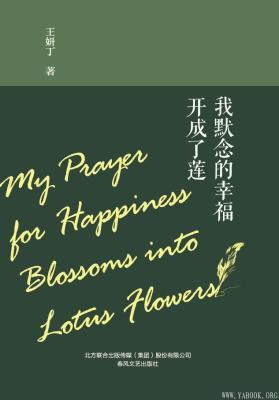 王妍丁 著
我默念的幸福
开成了莲
My Prayer
for Happiness
Blossoms into
Lotus Flowers
北方联合出版传媒（集团）股份有限公司
春风文艺出版社
www.YABOOK.ORG